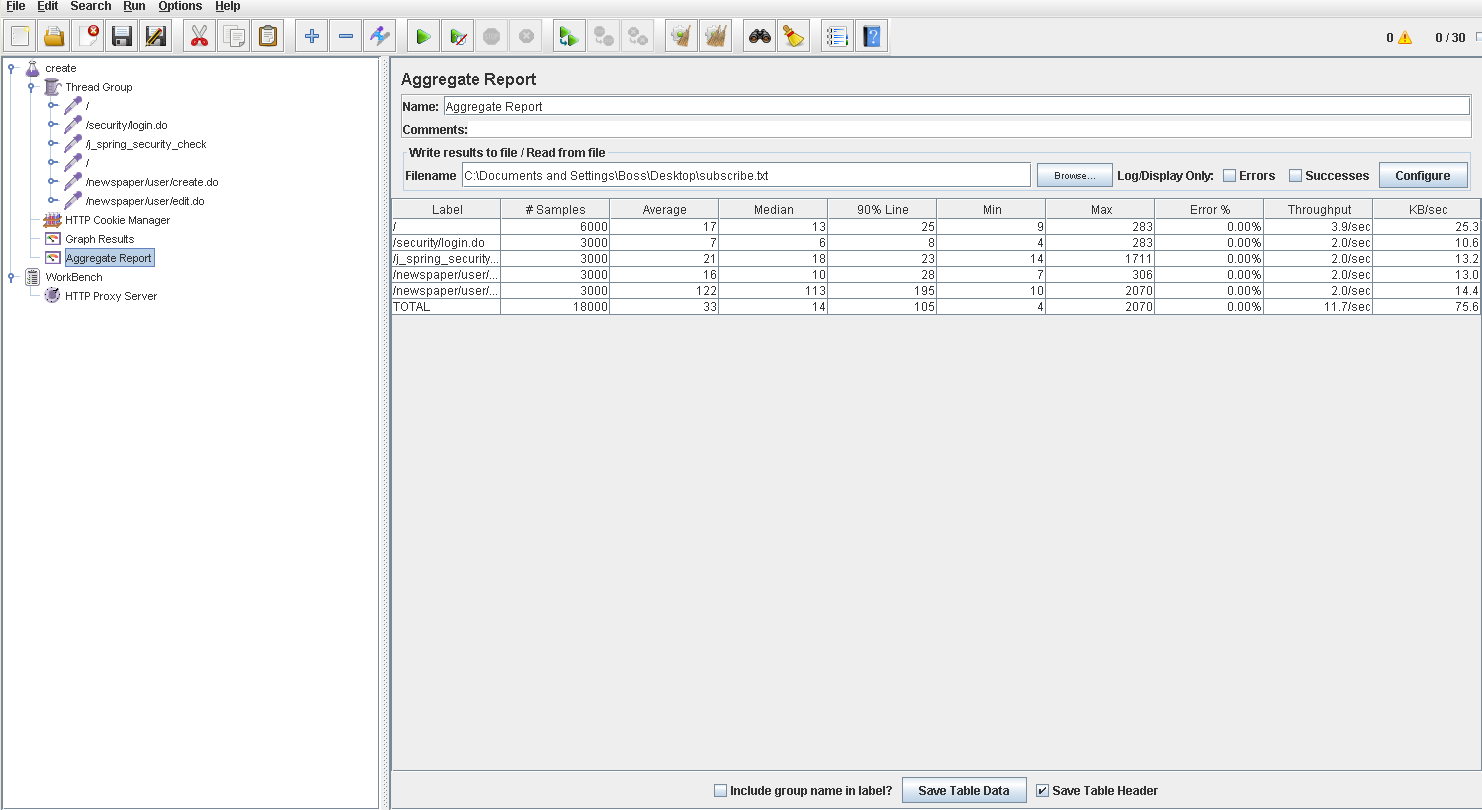 File Edit Search Run Options Help
0 0 / 30
create
Thread Group
/
/security/login.do
/j_spring_security_check
/
/newspaper/user/create.do
/newspaper/user/edit.do
HTTP Cookie Manager
Graph Results
Aggregate Report
WorkBench
HTTP Proxy Server
Aggregate Report
Name: Aggregate Report
Comments:
Write results to file / Read from file
Filename C:\Documents and Settings\Boss\Desktop\subscribe.txt Browse... Log/Display Only: Errors Successes Configure
Label # Samples Average Median 90% Line Min Max Error % Throughput KB/sec
/ 6000 17 13 25 9 283 0.00% 3.9/sec 25.3
/security/login.do 3000 7 6 8 4 283 0.00% 2.0/sec 10.6
/j_spring_security... 3000 21 18 23 14 1711 0.00% 2.0/sec 13.2
/newspaper/user/... 3000 16 10 28 7 306 0.00% 2.0/sec 13.0
/newspaper/user/... 3000 122 113 195 10 2070 0.00% 2.0/sec 14.4
TOTAL 18000 33 14 105 4 2070 0.00% 11.7/sec 75.6
Include group name in label? Save Table Data Save Table Header